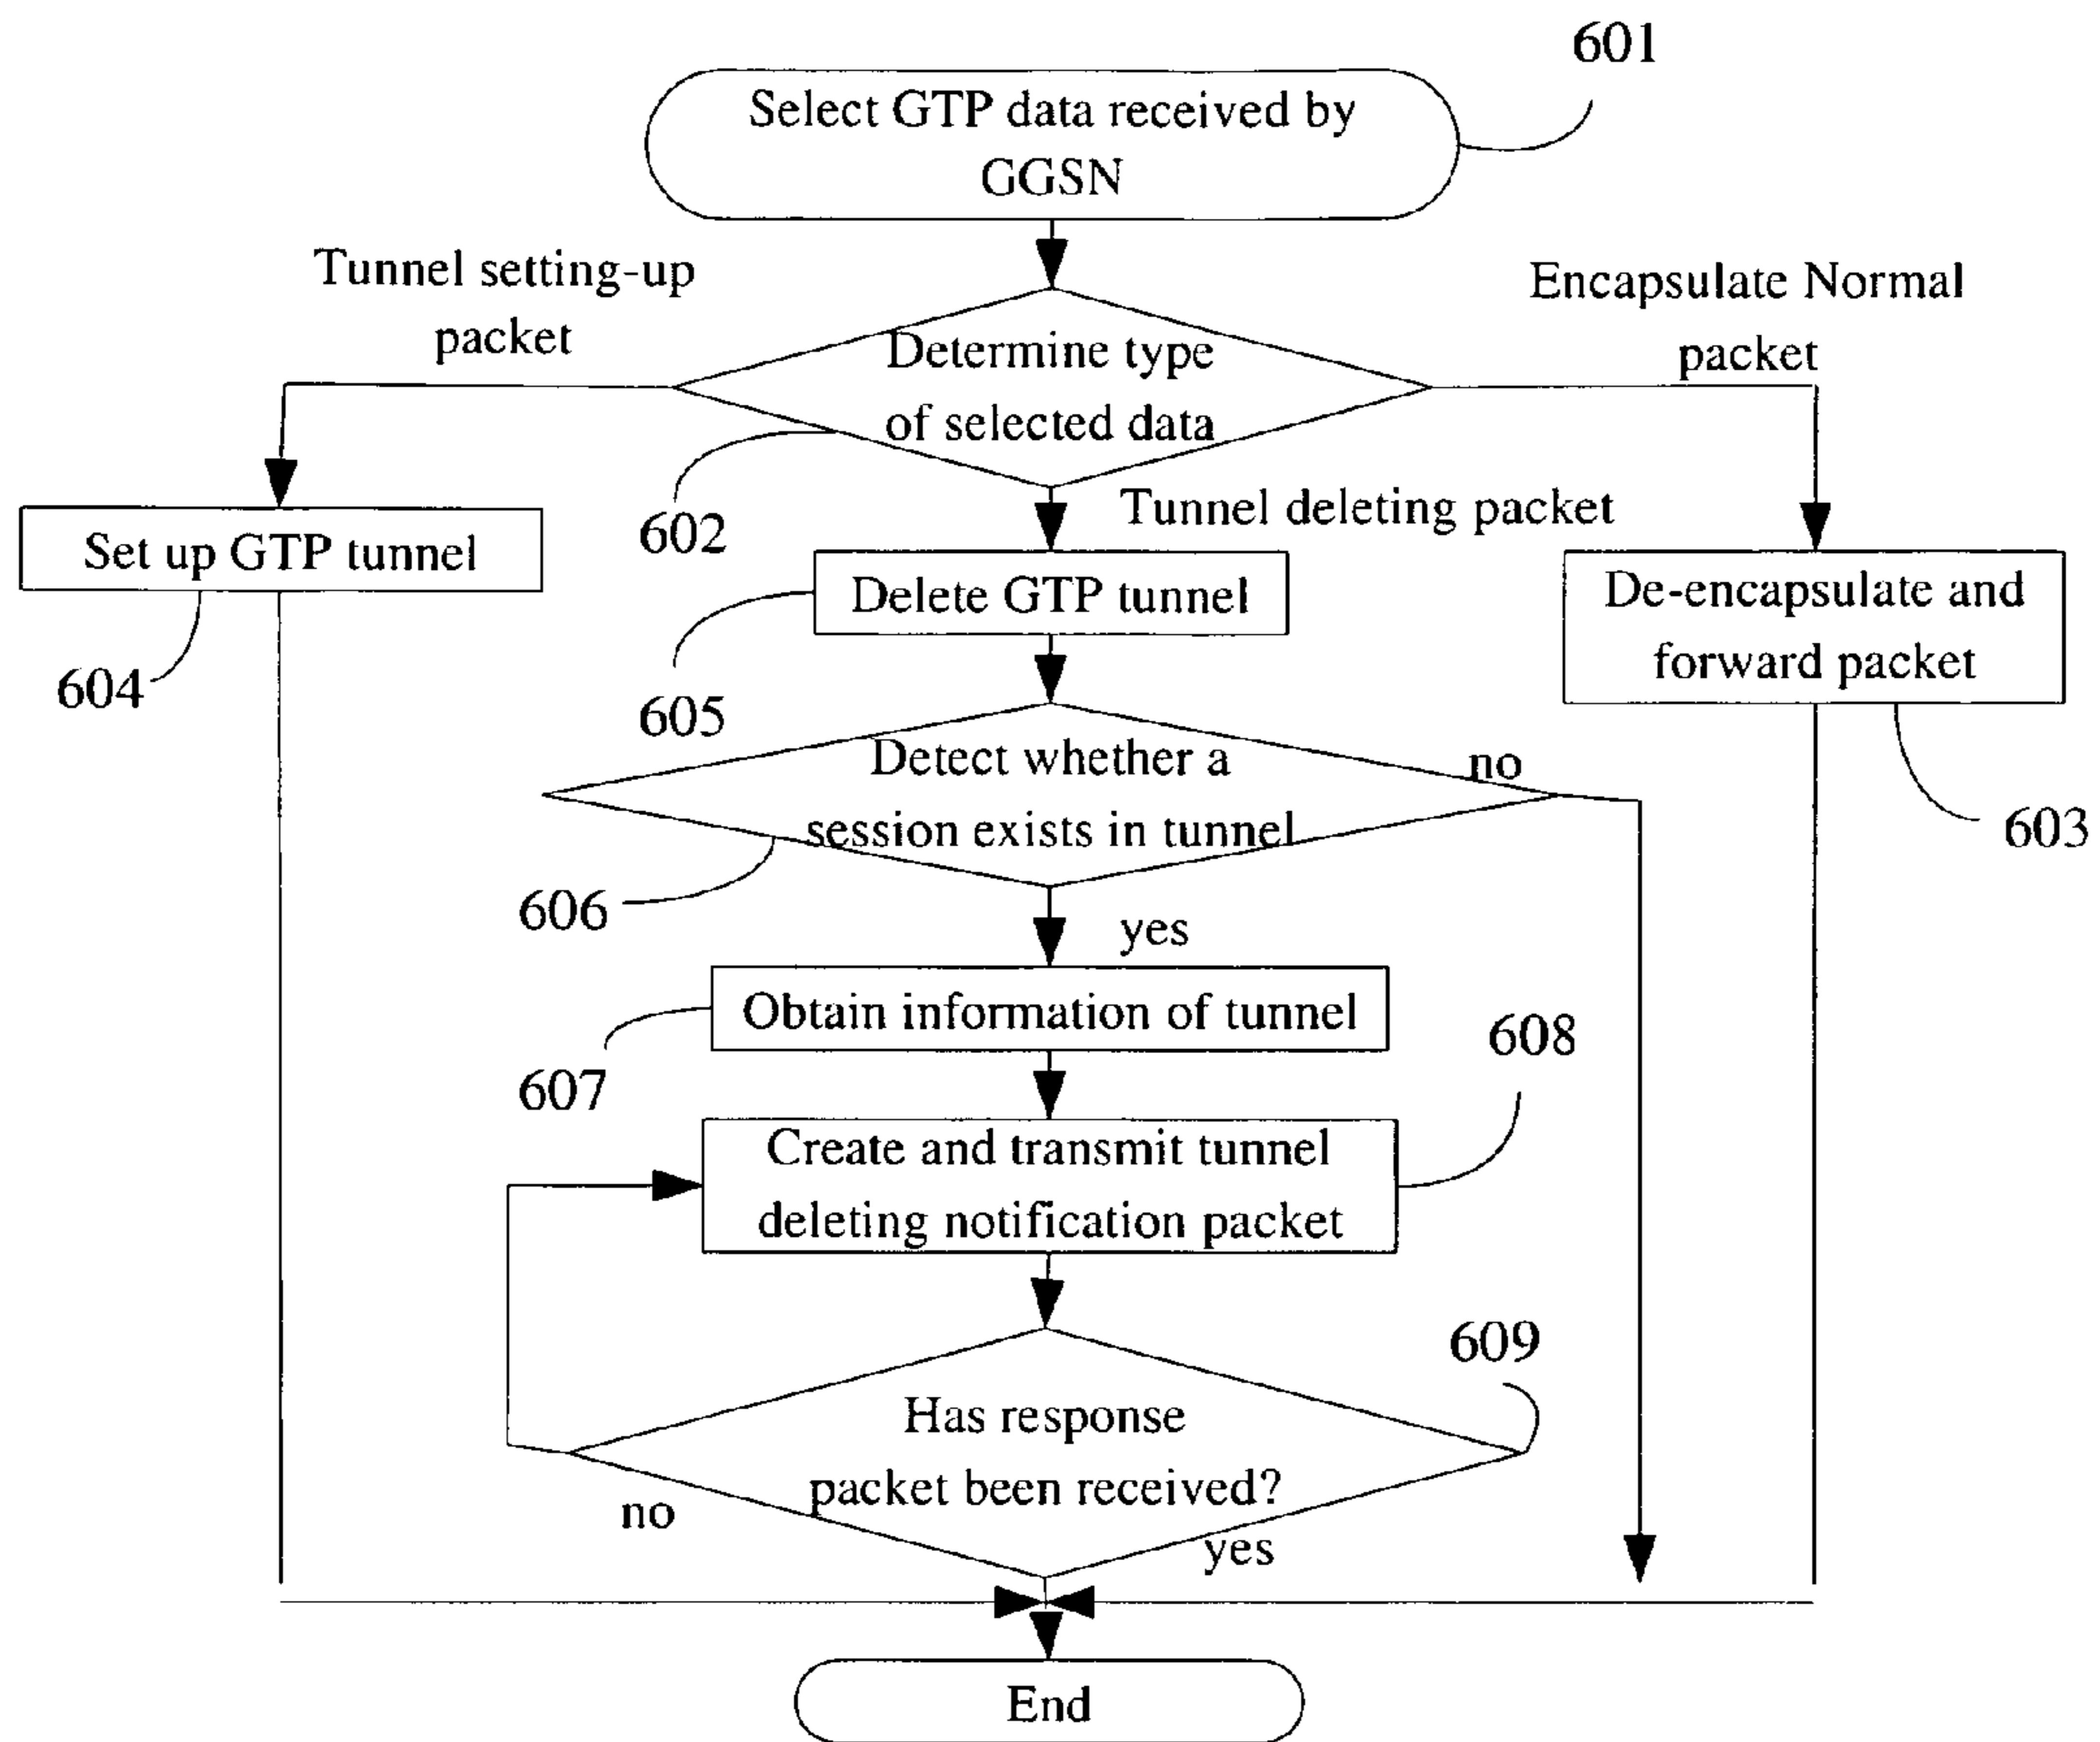 601
Select GTP data received by
GGSN
Tunnel setting-up
packet
Encapsulate Normal
packet
Determine type
of selected data
602
Tunnel deleting packet
Set up GTP tunnel
604
Delete GTP tunnel
605
De-encapsulate and
forward packet
603
Detect whether a
session exists in tunnel
no
606
yes
Obtain information of tunnel
607
608
Create and transmit tunnel
deleting notification packet
609
Has response
packet been received?
no
yes
End